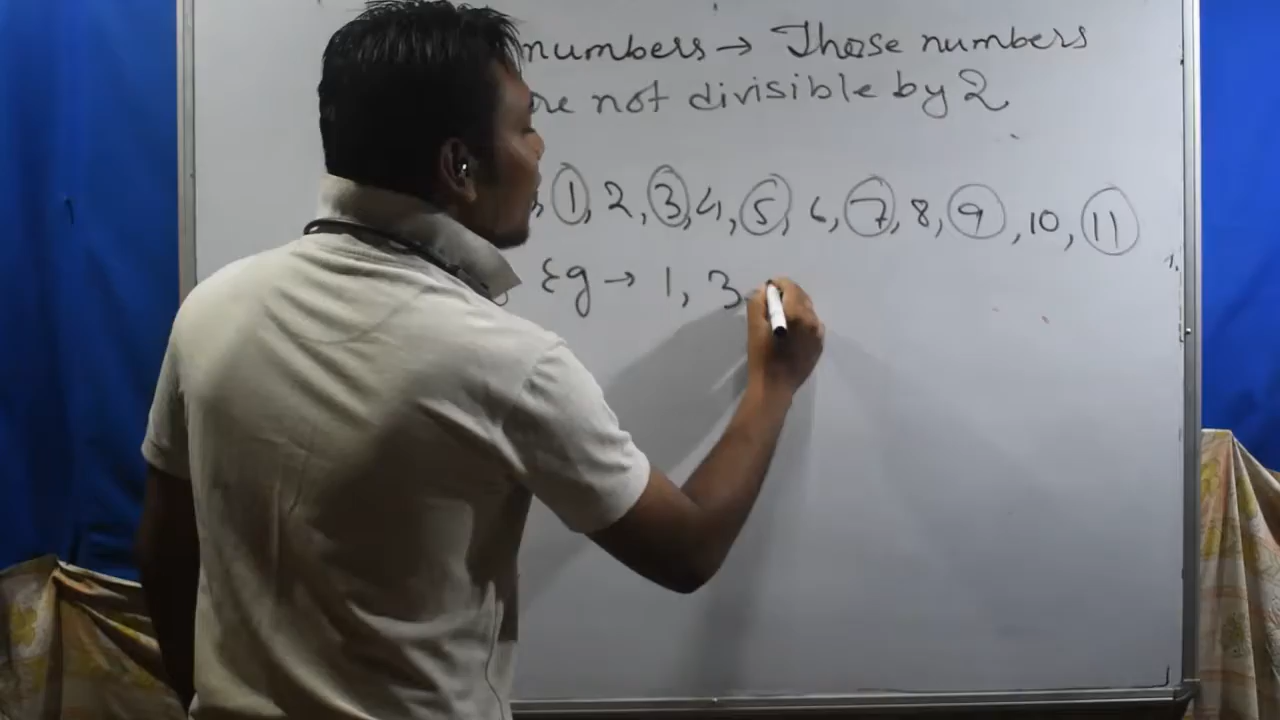 numbers → Those numbers
re not divisible by 2
, 1, 2, 3, 4, 5, 6, 7, 8, 9, 10, 11
Eg → 1, 3